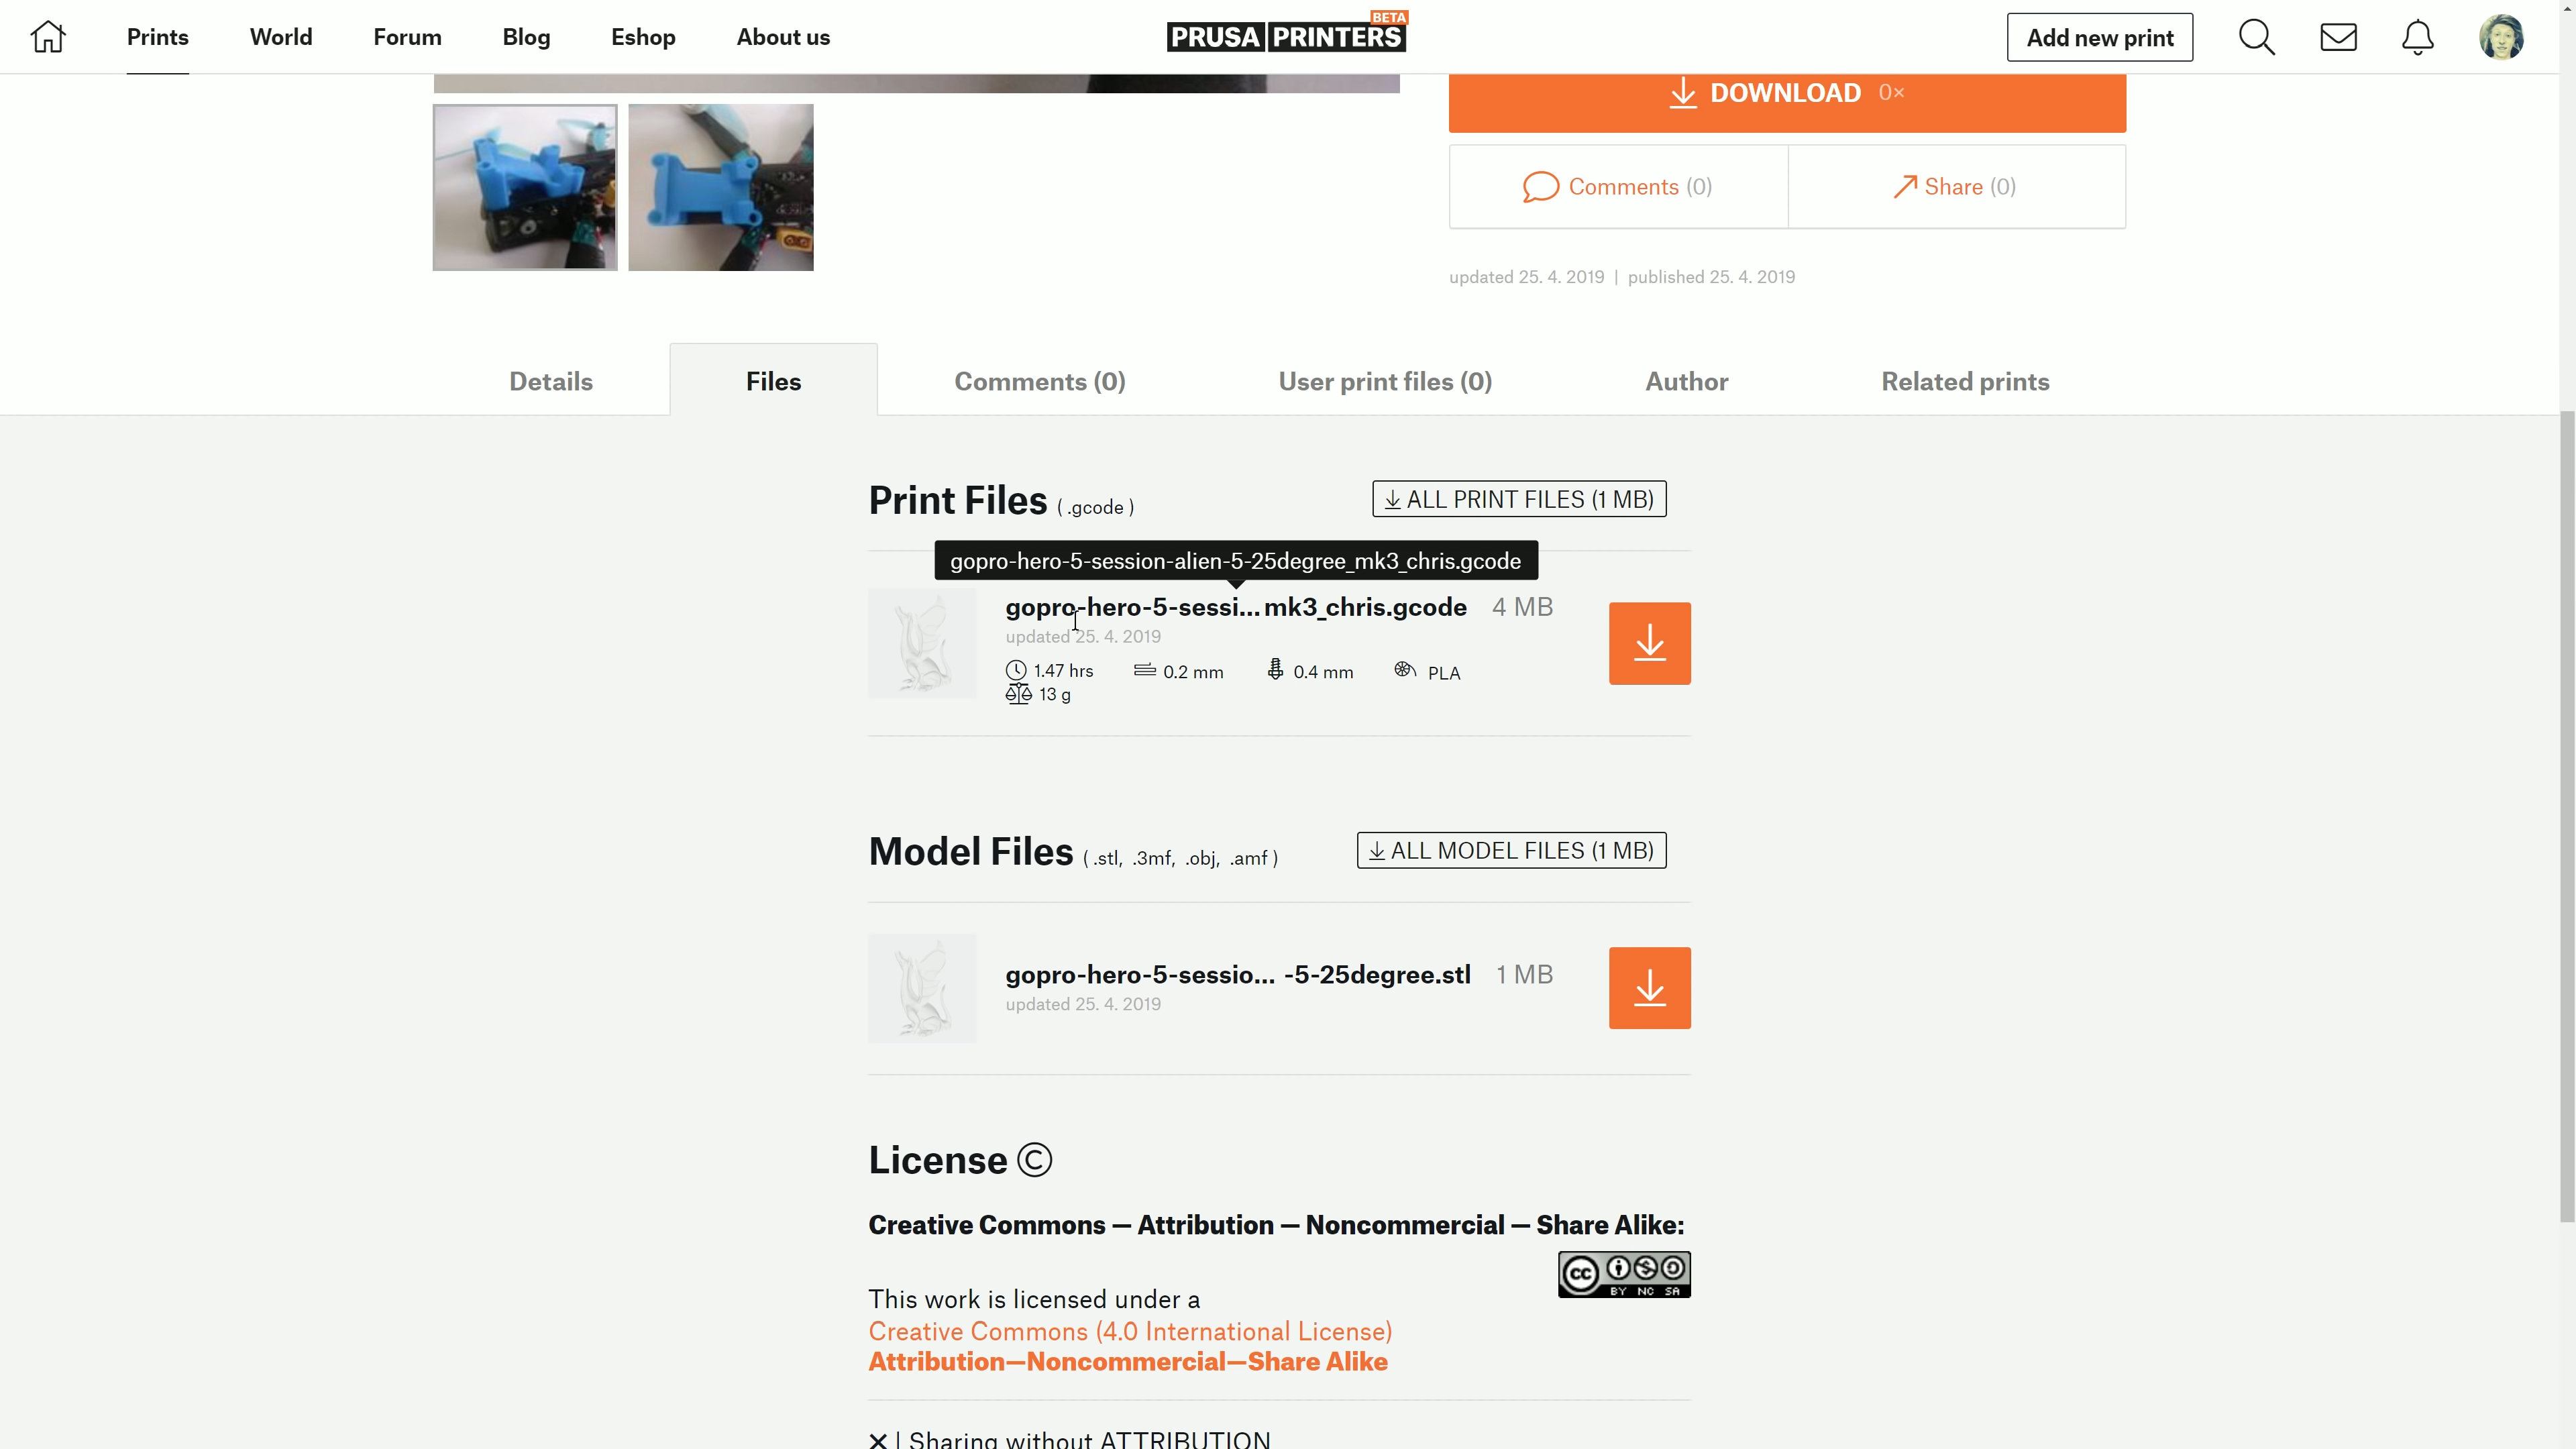 Prints World Forum Blog Eshop About us PRUSA PRINTERS BETA Add new print
DOWNLOAD 0×
Comments (0) Share (0)
updated 25. 4. 2019 | published 25. 4. 2019
Details Files Comments (0) User print files (0) Author Related prints
Print Files ( .gcode ) ALL PRINT FILES (1 MB)
gopro-hero-5-session-alien-5-25degree_mk3_chris.gcode
gopro-hero-5-sessi... mk3_chris.gcode 4 MB
updated 25. 4. 2019
1.47 hrs 0.2 mm 0.4 mm PLA
13 g
Model Files ( .stl, .3mf, .obj, .amf ) ALL MODEL FILES (1 MB)
gopro-hero-5-sessio... -5-25degree.stl 1 MB
updated 25. 4. 2019
License ©
Creative Commons — Attribution — Noncommercial — Share Alike:
cc BY NC SA
This work is licensed under a
Creative Commons (4.0 International License)
Attribution—Noncommercial—Share Alike
✕ | Sharing without ATTRIBUTION